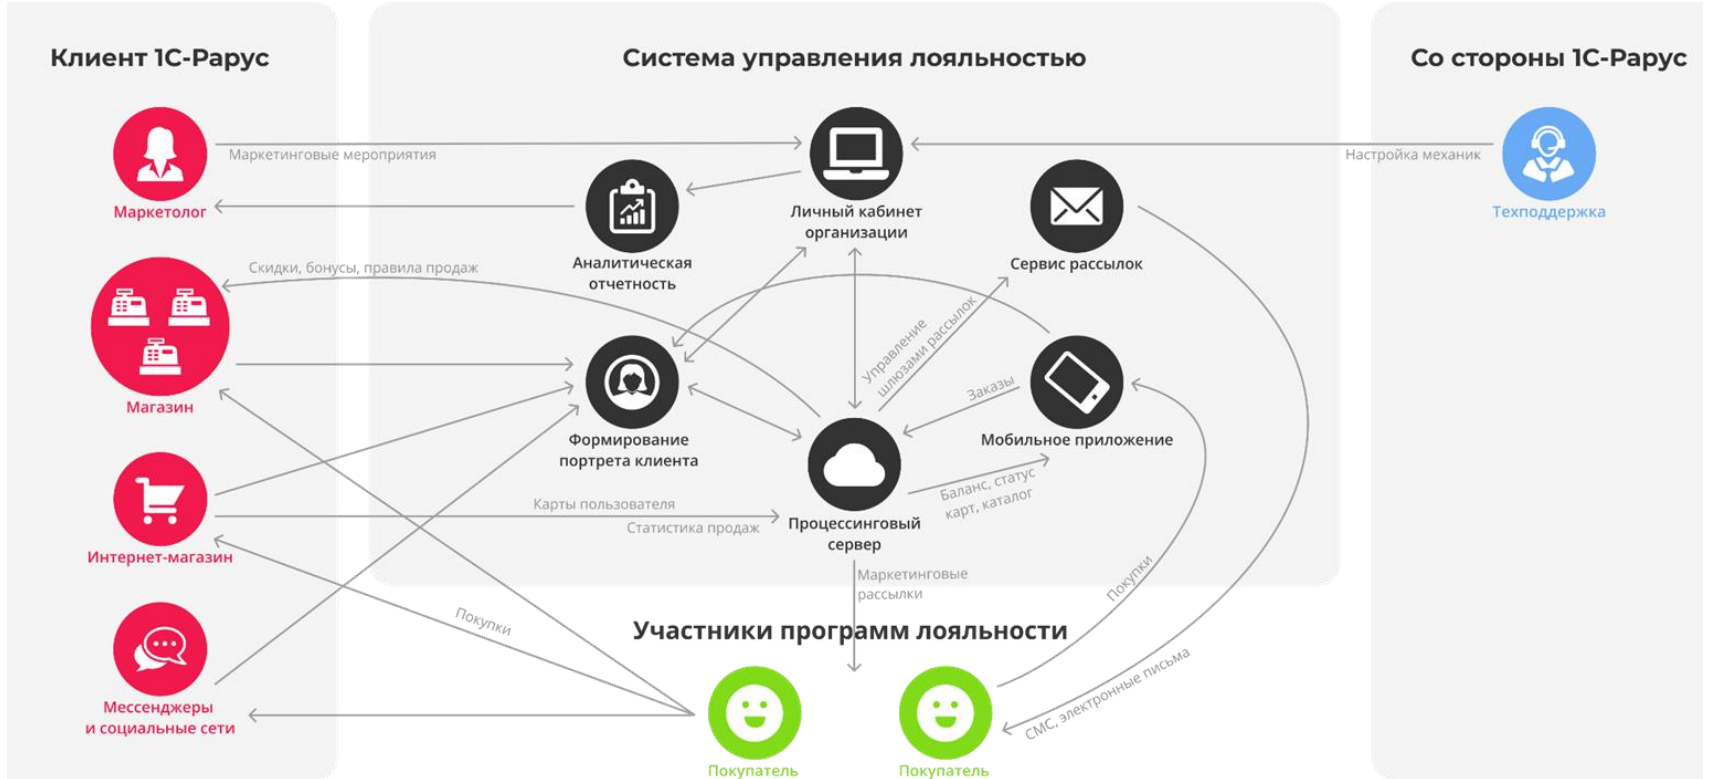 Клиент 1С-Рарус
Система управления лояльностью
Со стороны 1С-Рарус
Маркетинговые мероприятия
Настройка механик
Маркетолог
Личный кабинет
организации
Техподдержка
Аналитическая
отчетность
Сервис рассылок
Скидки, бонусы, правила продаж
Управление
шлюзами рассылок
Заказы
Магазин
Формирование
портрета клиента
Мобильное приложение
Баланс, статус
карт, каталог
Карты пользователя
Статистика продаж
Процессинговый
сервер
Интернет-магазин
Маркетинговые
рассылки
Покупки
Покупки
Участники программ лояльности
СМС, электронные письма
Мессенджеры
и социальные сети
Покупатель
Покупатель